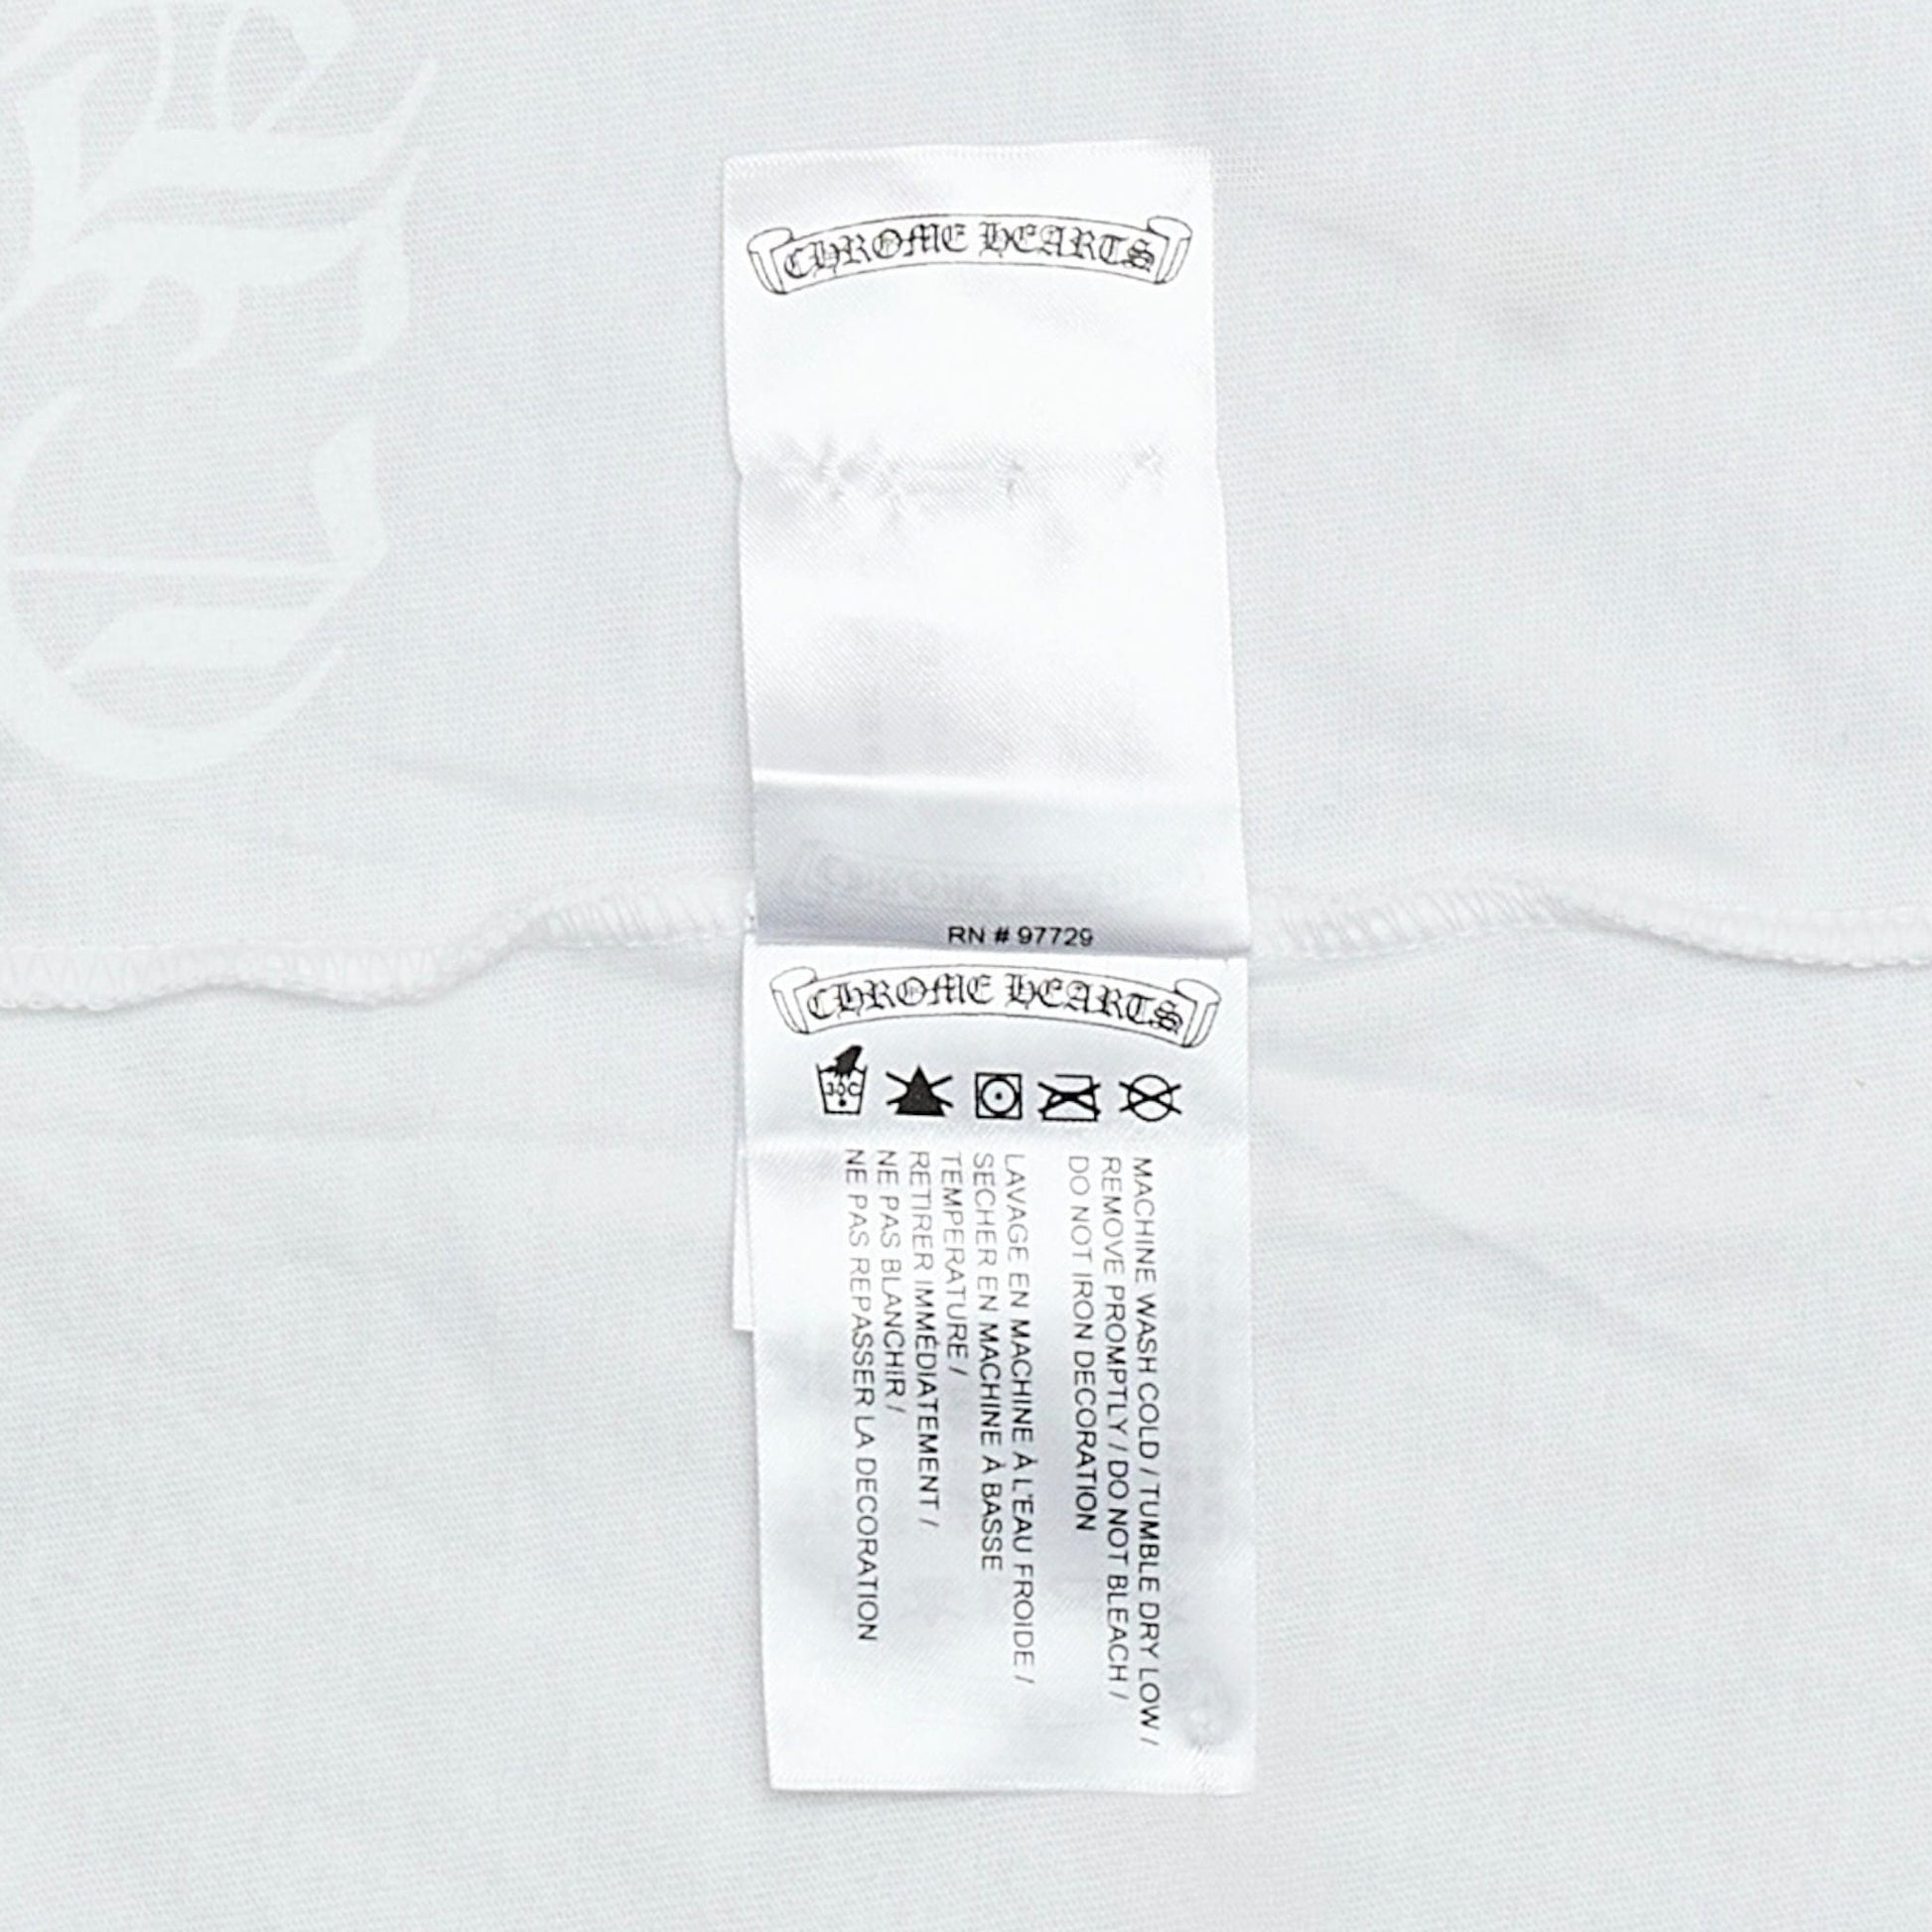 CHROME HEARTS
RN # 97729
CHROME HEARTS
30C
MACHINE WASH COLD / TUMBLE DRY LOW /
REMOVE PROMPTLY / DO NOT BLEACH /
DO NOT IRON DECORATION
LAVAGE EN MACHINE À L'EAU FROIDE /
SECHER EN MACHINE À BASSE
TEMPERATURE /
RETIRER IMMÉDIATEMENT /
NE PAS BLANCHIR /
NE PAS REPASSER LA DECORATION